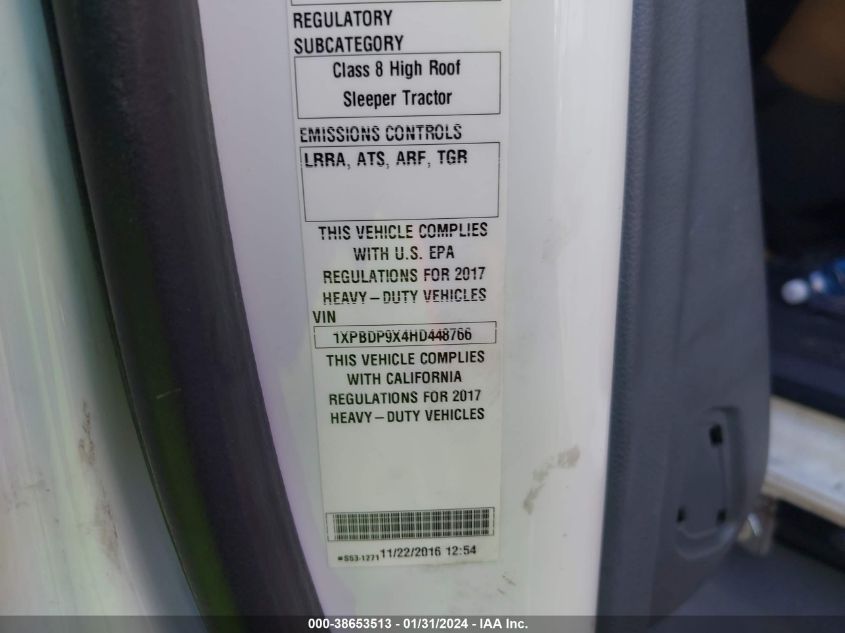 REGULATORY
SUBCATEGORY
Class 8 High Roof
Sleeper Tractor
EMISSIONS CONTROLS
LRRA, ATS, ARF, TGR
THIS VEHICLE COMPLIES
WITH U.S. EPA
REGULATIONS FOR 2017
HEAVY-DUTY VEHICLES
VIN
1XPBDP9X4HD448766
THIS VEHICLE COMPLIES
WITH CALIFORNIA
REGULATIONS FOR 2017
HEAVY-DUTY VEHICLES
*S53-1271 11/22/2016 12:54
000-38653513 - 01/31/2024 - IAA Inc.